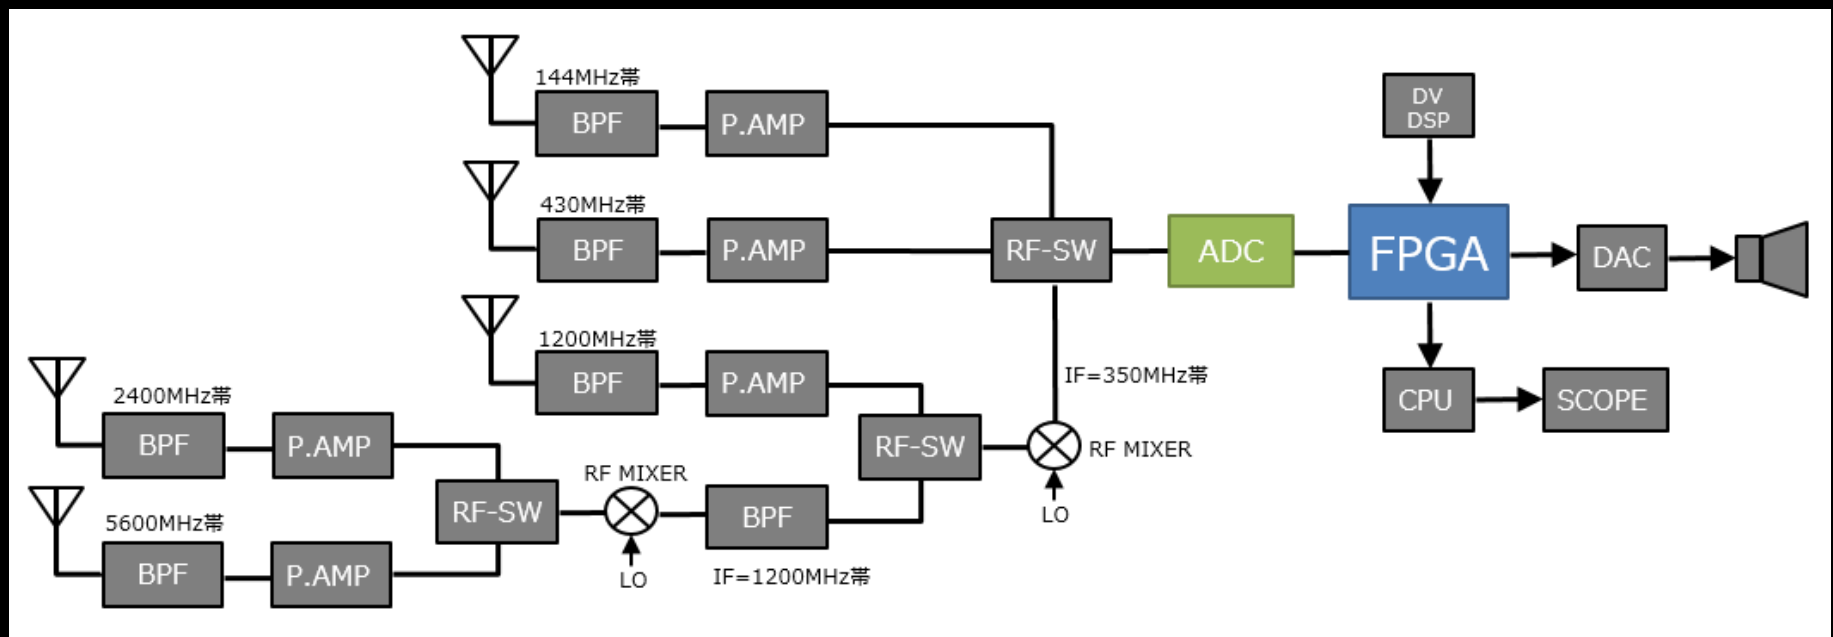 144MHz帯
BPF
P.AMP
430MHz帯
BPF
P.AMP
RF-SW
ADC
DV
DSP
FPGA
DAC
CPU
SCOPE
1200MHz帯
BPF
P.AMP
IF=350MHz帯
RF-SW
RF MIXER
LO
2400MHz帯
BPF
P.AMP
RF-SW
RF MIXER
LO
BPF
IF=1200MHz帯
5600MHz帯
BPF
P.AMP